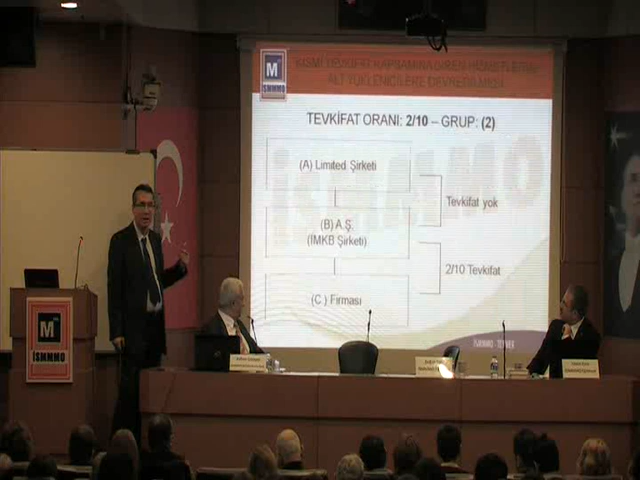 KISMİ TEVKİFAT KAPSAMINA GİREN HİZMETLERİN
ALT YÜKLENİCİLERE DEVREDİLMESİ
M
İSMMMO
TEVKİFAT ORANI: 2/10 – GRUP: (2)
(A) Limited Şirketi
Tevkifat yok
(B) A.Ş.
(İMKB Şirketi)
2/10 Tevkifat
(C ) Firması
İSMMMO
M
İSMMMO